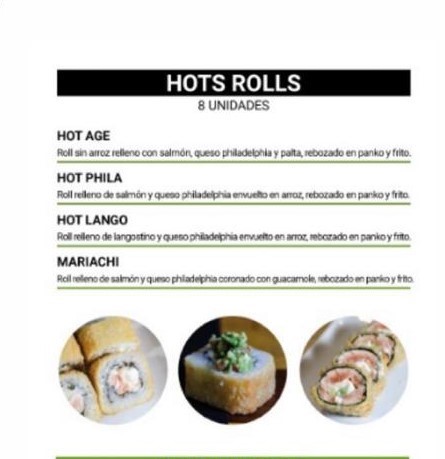 HOTS ROLLS
8 UNIDADES
HOT AGE
Roll sin arroz relleno con salmón, queso philadelphia y palta, rebozado en panko y frito.
HOT PHILA
Roll relleno de salmón y queso philadelphia envuelto en arroz, rebozado en panko y frito.
HOT LANGO
Roll relleno de langostino y queso philadelphia envuelto en arroz, rebozado en panko y frito.
MARIACHI
Roll relleno de salmón y queso philadelphia coronado con guacamole, rebozado en panko y frito.